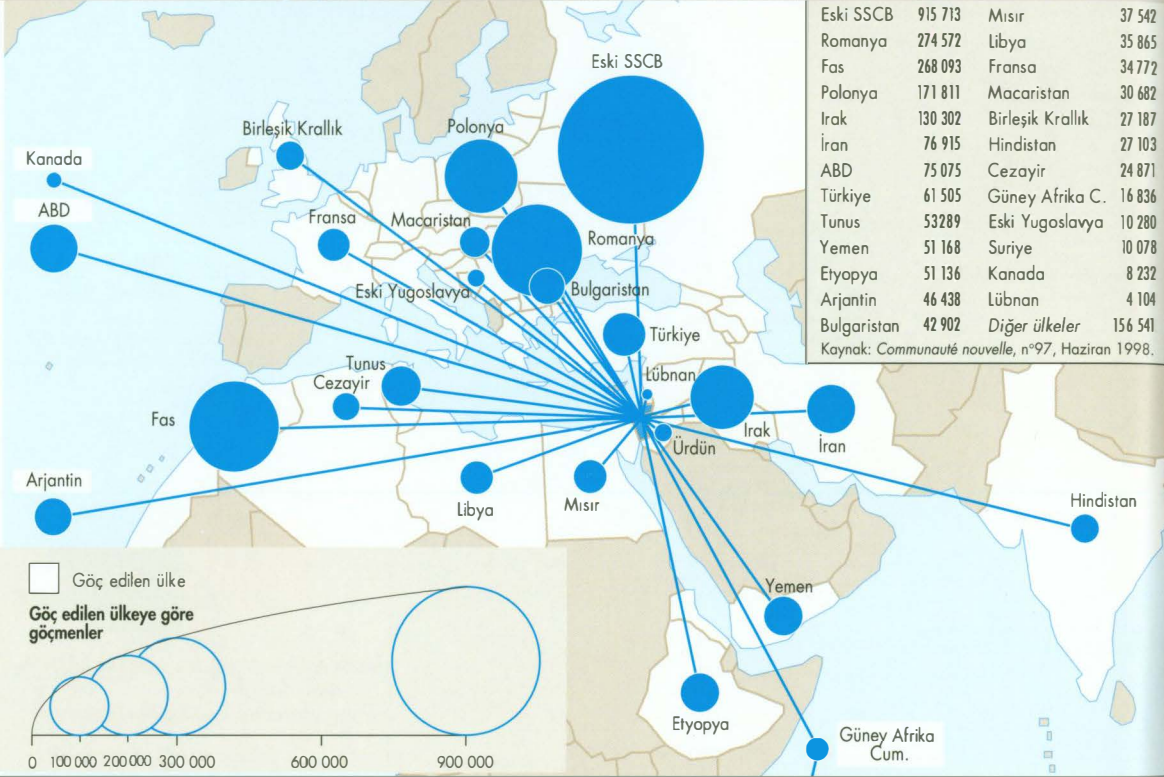 Eski SSCB 915 713 Mısır 37 542
Romanya 274 572 Libya 35 865
Fas 268 093 Fransa 34 772
Polonya 171 811 Macaristan 30 682
Irak 130 302 Birleşik Krallık 27 187
İran 76 915 Hindistan 27 103
ABD 75 075 Cezayir 24 871
Türkiye 61 505 Güney Afrika C. 16 836
Tunus 53289 Eski Yugoslavya 10 280
Yemen 51 168 Suriye 10 078
Etyopya 51 136 Kanada 8 232
Arjantin 46 438 Lübnan 4 104
Bulgaristan 42 902 Diğer ülkeler 156 541
Kaynak: Communauté nouvelle, n°97, Haziran 1998.
Eski SSCB
Birleşik Krallık
Polonya
Kanada
ABD
Fransa
Macaristan
Romanya
Eski Yugoslavya
Bulgaristan
Türkiye
Tunus
Cezayir
Lübnan
Fas
Irak
İran
Ürdün
Arjantin
Libya
Mısır
Hindistan
Yemen
Etyopya
Güney Afrika
Cum.
Göç edilen ülke
Göç edilen ülkeye göre
göçmenler
0 100 000 200 000 300 000 600 000 900 000